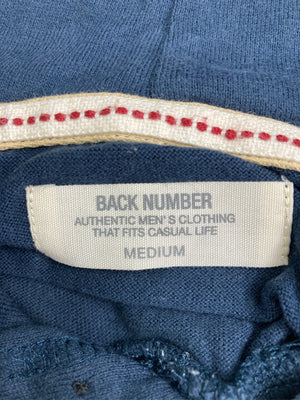 BACK NUMBER
AUTHENTIC MEN'S CLOTHING
THAT FITS CASUAL LIFE
MEDIUM